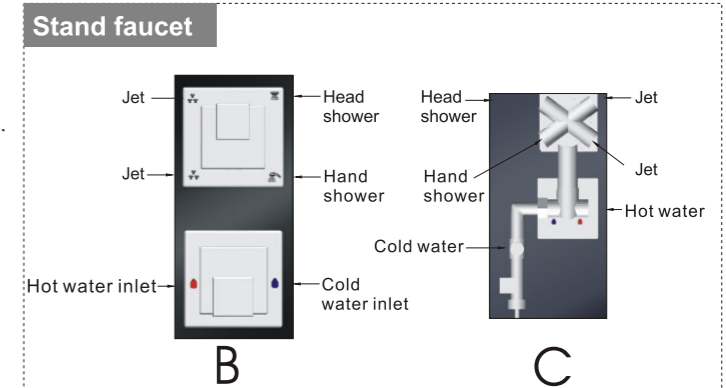 Stand faucet
Jet
Head
shower
Jet
Hand
shower
Hot water inlet
Cold
water inlet
B
Head
shower
Jet
Hand
shower
Jet
Hot water
Cold water
C